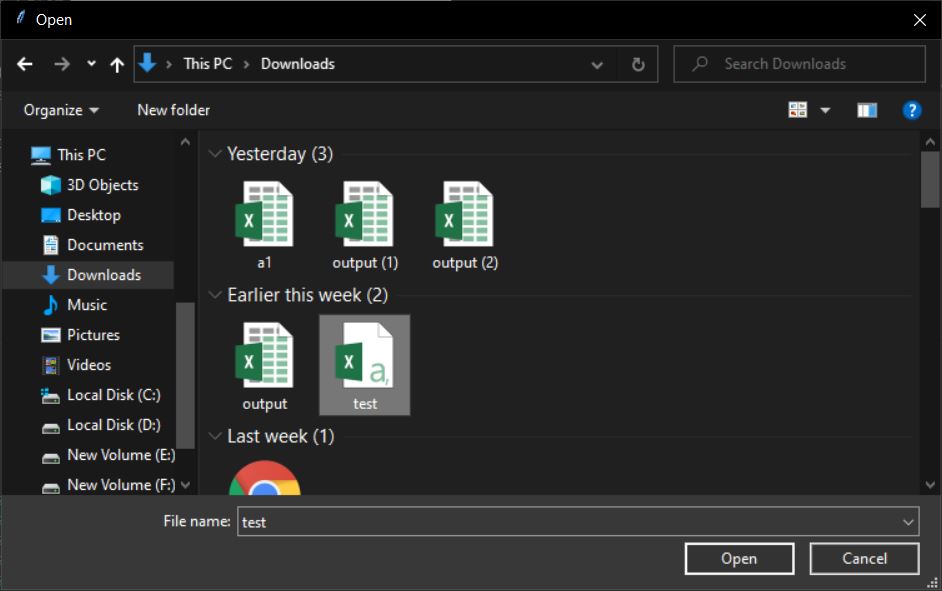 Open
This PC > Downloads
Search Downloads
Organize
New folder
?
This PC
3D Objects
Desktop
Documents
Downloads
Music
Pictures
Videos
Local Disk (C:)
Local Disk (D:)
New Volume (E:)
New Volume (F:)
Yesterday (3)
X X X
a1 output (1) output (2)
Earlier this week (2)
X X a,
output test
Last week (1)
File name: test
Open Cancel